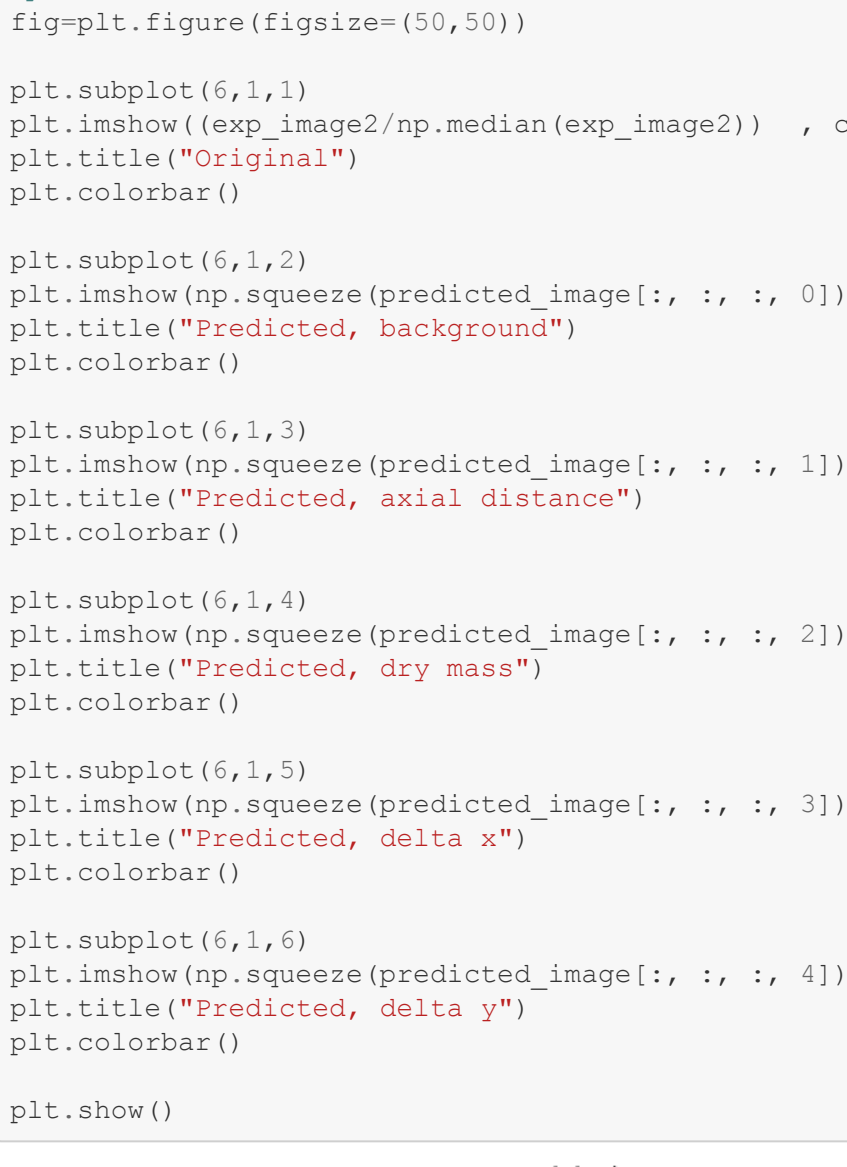 fig=plt.figure(figsize=(50,50))
plt.subplot(6,1,1)
plt.imshow((exp_image2/np.median(exp_image2))  , c
plt.title("Original")
plt.colorbar()
plt.subplot(6,1,2)
plt.imshow(np.squeeze(predicted_image[:, :, :, 0])
plt.title("Predicted, background")
plt.colorbar()
plt.subplot(6,1,3)
plt.imshow(np.squeeze(predicted_image[:, :, :, 1])
plt.title("Predicted, axial distance")
plt.colorbar()
plt.subplot(6,1,4)
plt.imshow(np.squeeze(predicted_image[:, :, :, 2])
plt.title("Predicted, dry mass")
plt.colorbar()
plt.subplot(6,1,5)
plt.imshow(np.squeeze(predicted_image[:, :, :, 3])
plt.title("Predicted, delta x")
plt.colorbar()
plt.subplot(6,1,6)
plt.imshow(np.squeeze(predicted_image[:, :, :, 4])
plt.title("Predicted, delta y")
plt.colorbar()
plt.show()